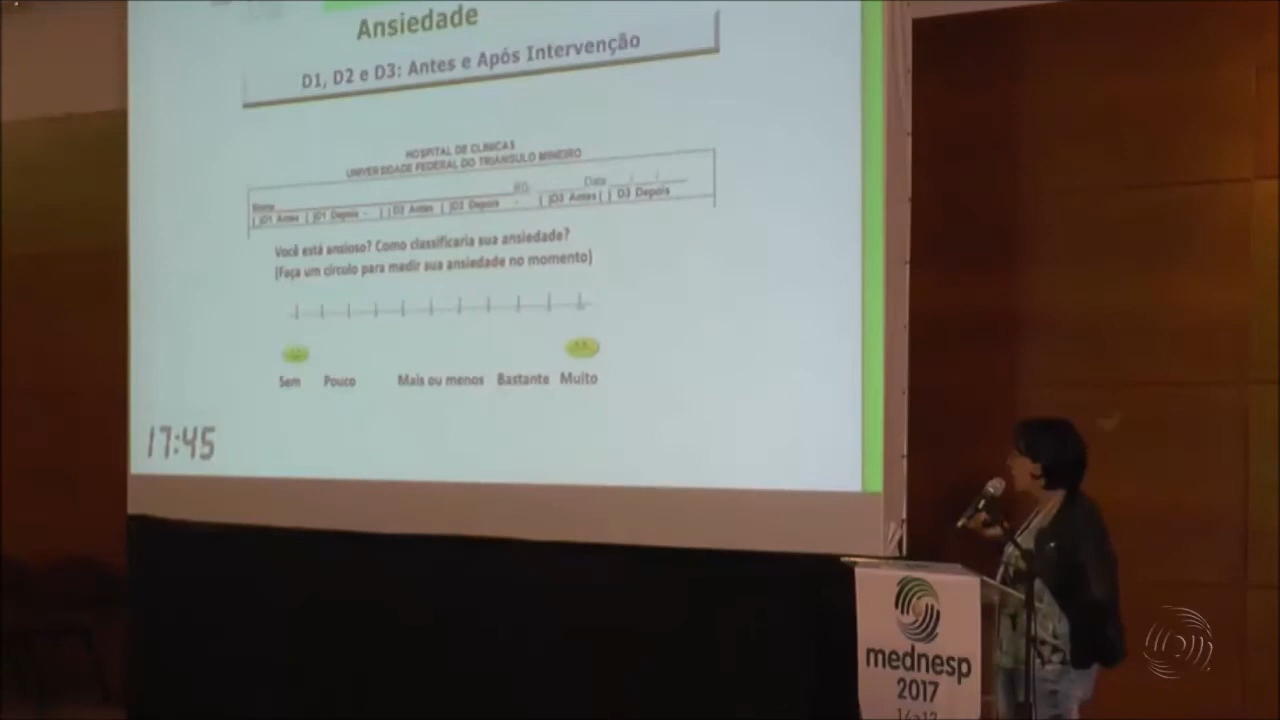 Ansiedade
D1, D2 e D3: Antes e Após Intervenção
HOSPITAL DE CLINICAS
UNIVERSIDADE FEDERAL DO TRIÂNGULO MINEIRO
Nome RG Data / /
( )D1 Antes ( )D1 Depois - ( )D2 Antes ( )D2 Depois - ( )D3 Antes ( ) D3 Depois
Você está ansioso? Como classificaria sua ansiedade?
(Faça um círculo para medir sua ansiedade no momento)
Sem Pouco Mais ou menos Bastante Muito
17:45
mednesp
2017